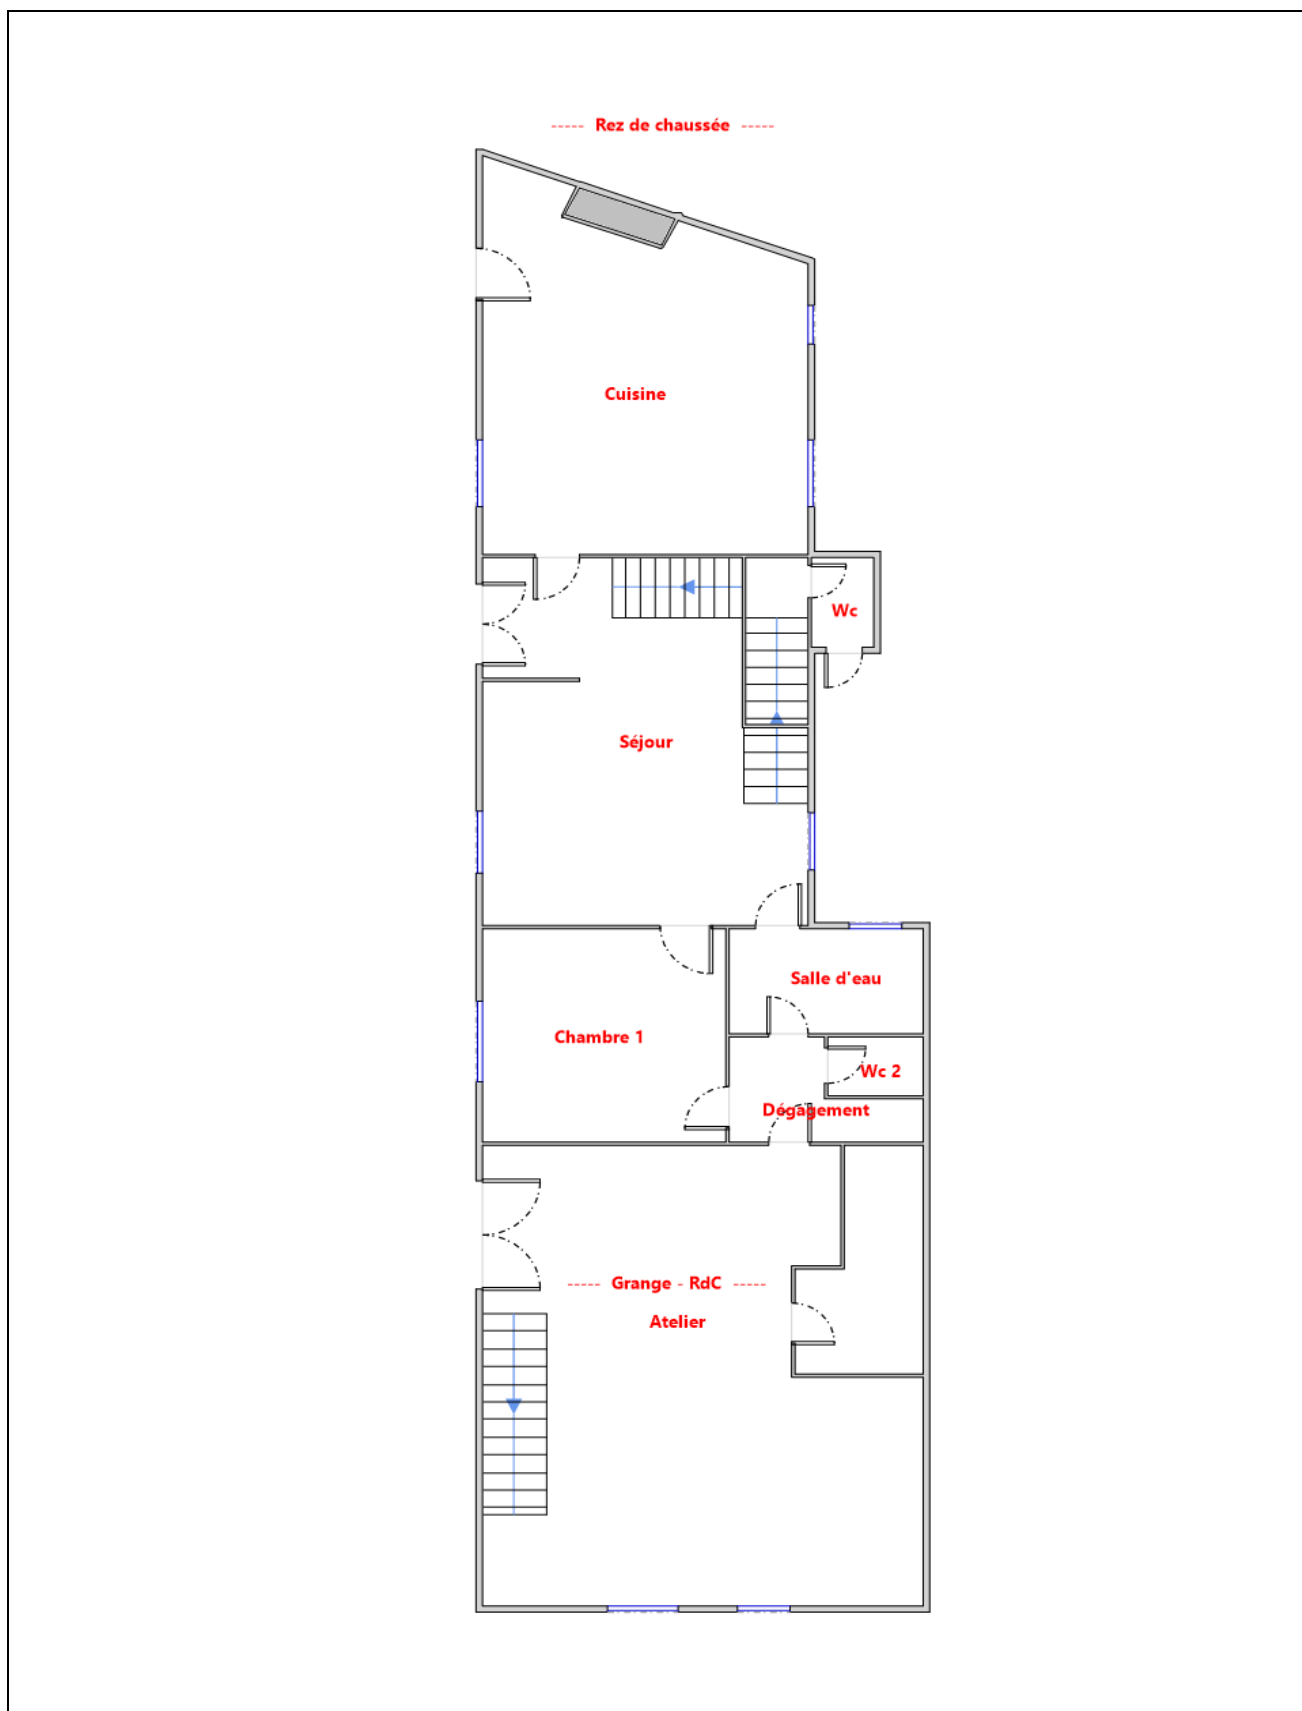 ----- Rez de chaussée -----
Cuisine
Wc
Séjour
Salle d'eau
Chambre 1
Wc 2
Dégagement
----- Grange - RdC -----
Atelier